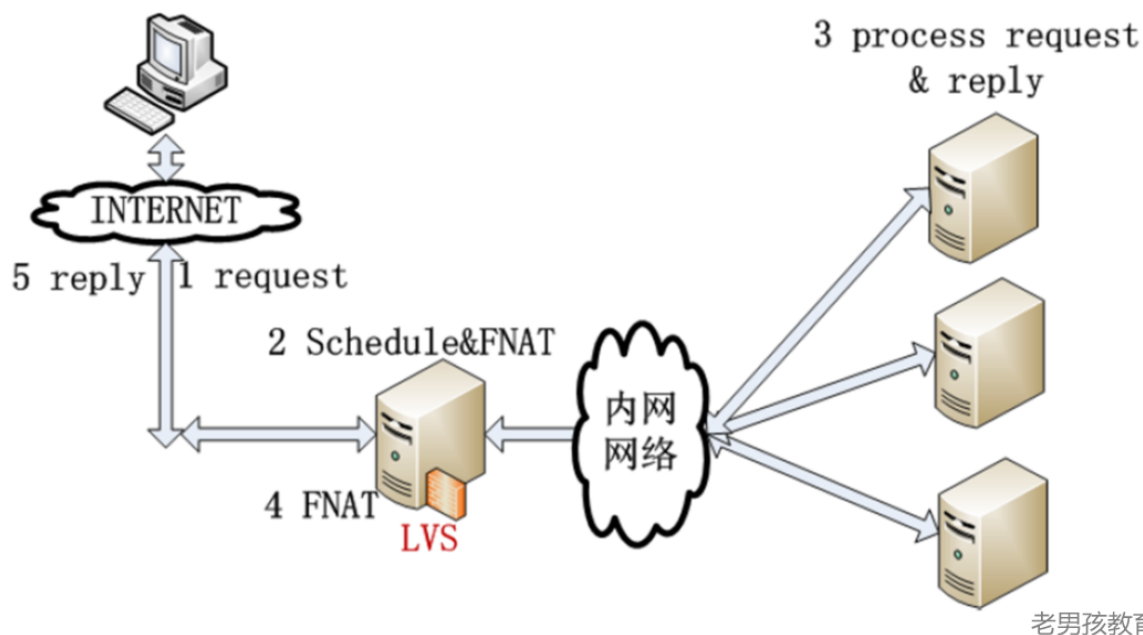 3 process request
& reply
INTERNET
5 reply
1 request
2 Schedule&FNAT
内网
网络
4 FNAT
LVS
老男孩教育